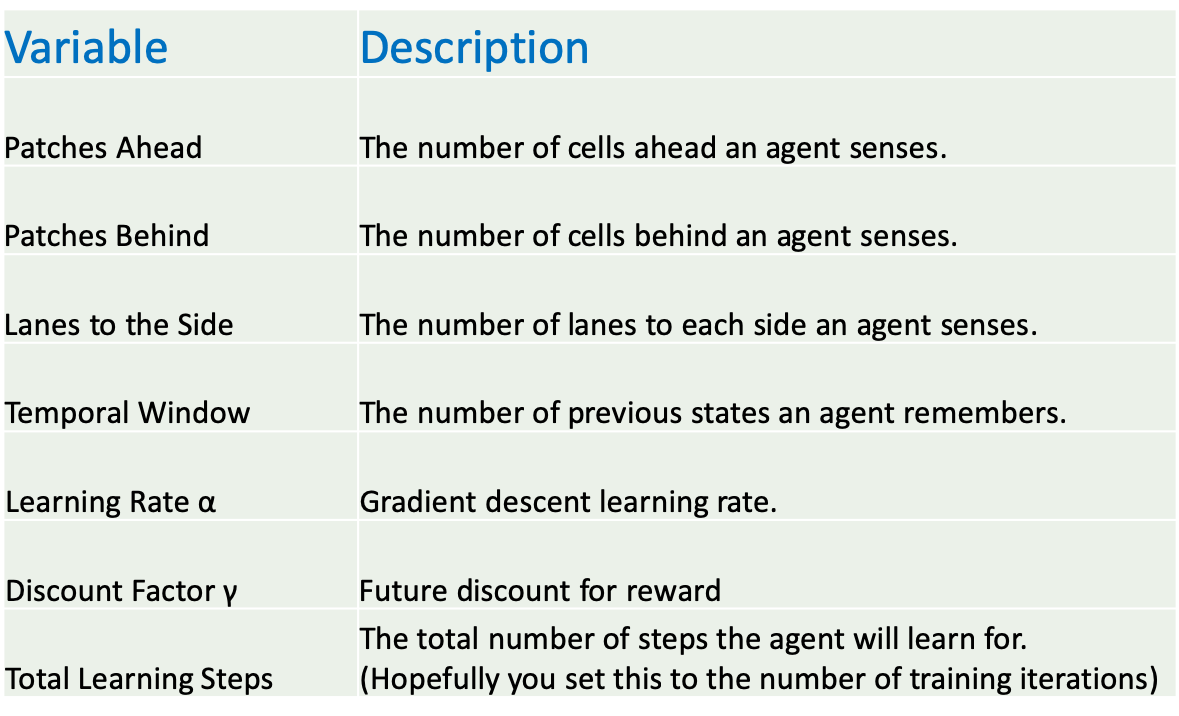 Variable Description
Patches Ahead The number of cells ahead an agent senses.
Patches Behind The number of cells behind an agent senses.
Lanes to the Side The number of lanes to each side an agent senses.
Temporal Window The number of previous states an agent remembers.
Learning Rate α Gradient descent learning rate.
Discount Factor γ Future discount for reward
The total number of steps the agent will learn for.
Total Learning Steps (Hopefully you set this to the number of training iterations)